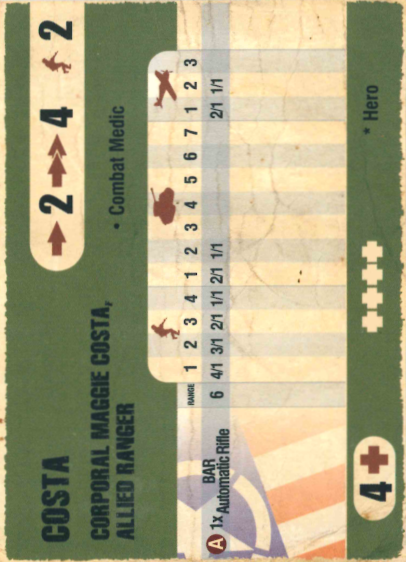 COSTA
2 4 2
CORPORAL MAGGIE COSTA,
ALLIED RANGER
• Combat Medic
RANGE 1 2 3 4 1 2 3 4 5 6 7 1 2 3
A 1x BAR
Automatic Rifle 6 4/1 3/1 2/1 1/1 2/1 1/1 2/1 1/1
4
* Hero